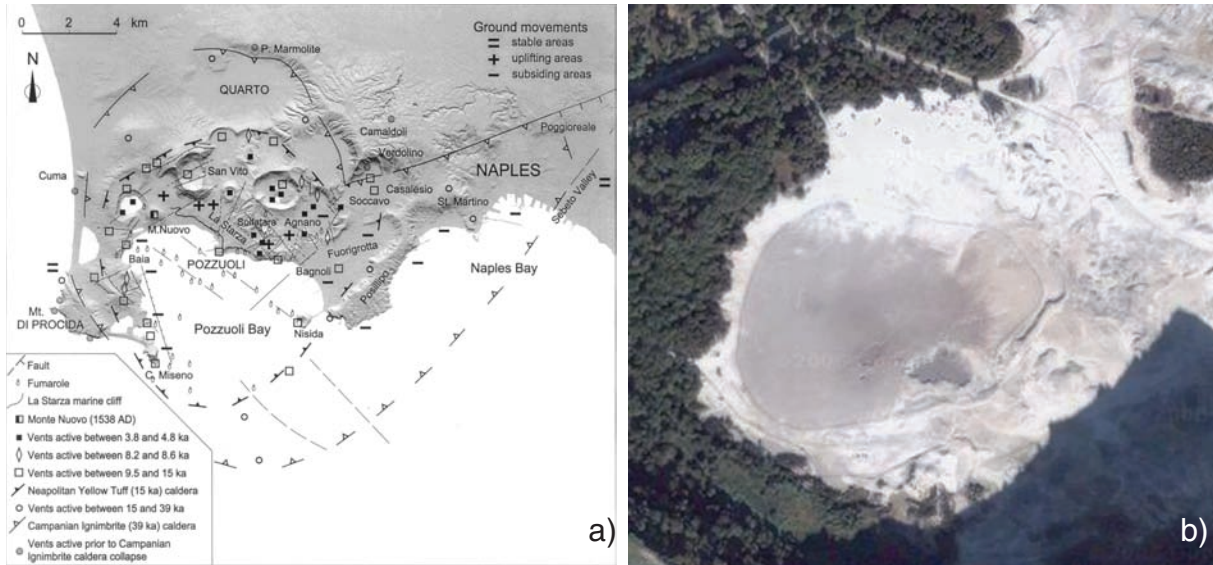 0 2 4 km
N
Ground movements
stable areas
uplifting areas
subsiding areas
P. Marmolite
QUARTO
Camaldoli
Poggioreale
Verdolino
NAPLES
San Vito
Cuma
Casalesio
Soccavo
St. Martino
Sebeto Valley
La Starza
Solfatara
Agnano
M.Nuovo
Fuorigrotta
Baia
POZZUOLI
Bagnoli
Posillipo
Naples Bay
Mt.
DI PROCIDA
Pozzuoli Bay
Nisida
C. Miseno
Fault
Fumarole
La Starza marine cliff
Monte Nuovo (1538 AD)
Vents active between 3.8 and 4.8 ka
Vents active between 8.2 and 8.6 ka
Vents active between 9.5 and 15 ka
Neapolitan Yellow Tuff (15 ka) caldera
Vents active between 15 and 39 ka
Campanian Ignimbrite (39 ka) caldera
Vents active prior to Campanian
Ignimbrite caldera collapse
a)
b)